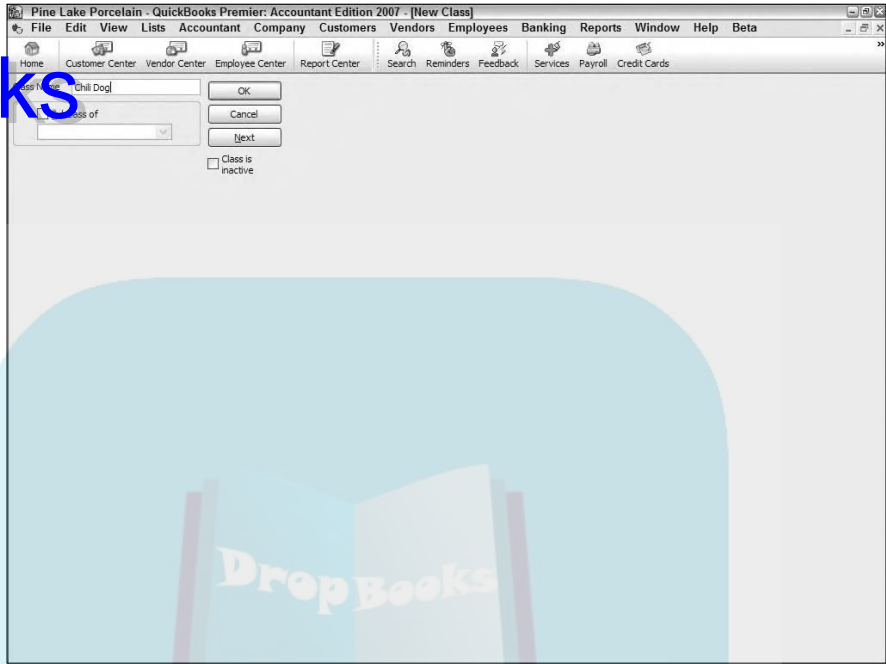 Pine Lake Porcelain - QuickBooks Premier: Accountant Edition 2007 - [New Class]
File Edit View Lists Accountant Company Customers Vendors Employees Banking Reports Window Help Beta
Home Customer Center Vendor Center Employee Center Report Center Search Reminders Feedback Services Payroll Credit Cards
ks
Chili Dog
OK
of
Cancel
Next
Class is
inactive
DropBooks